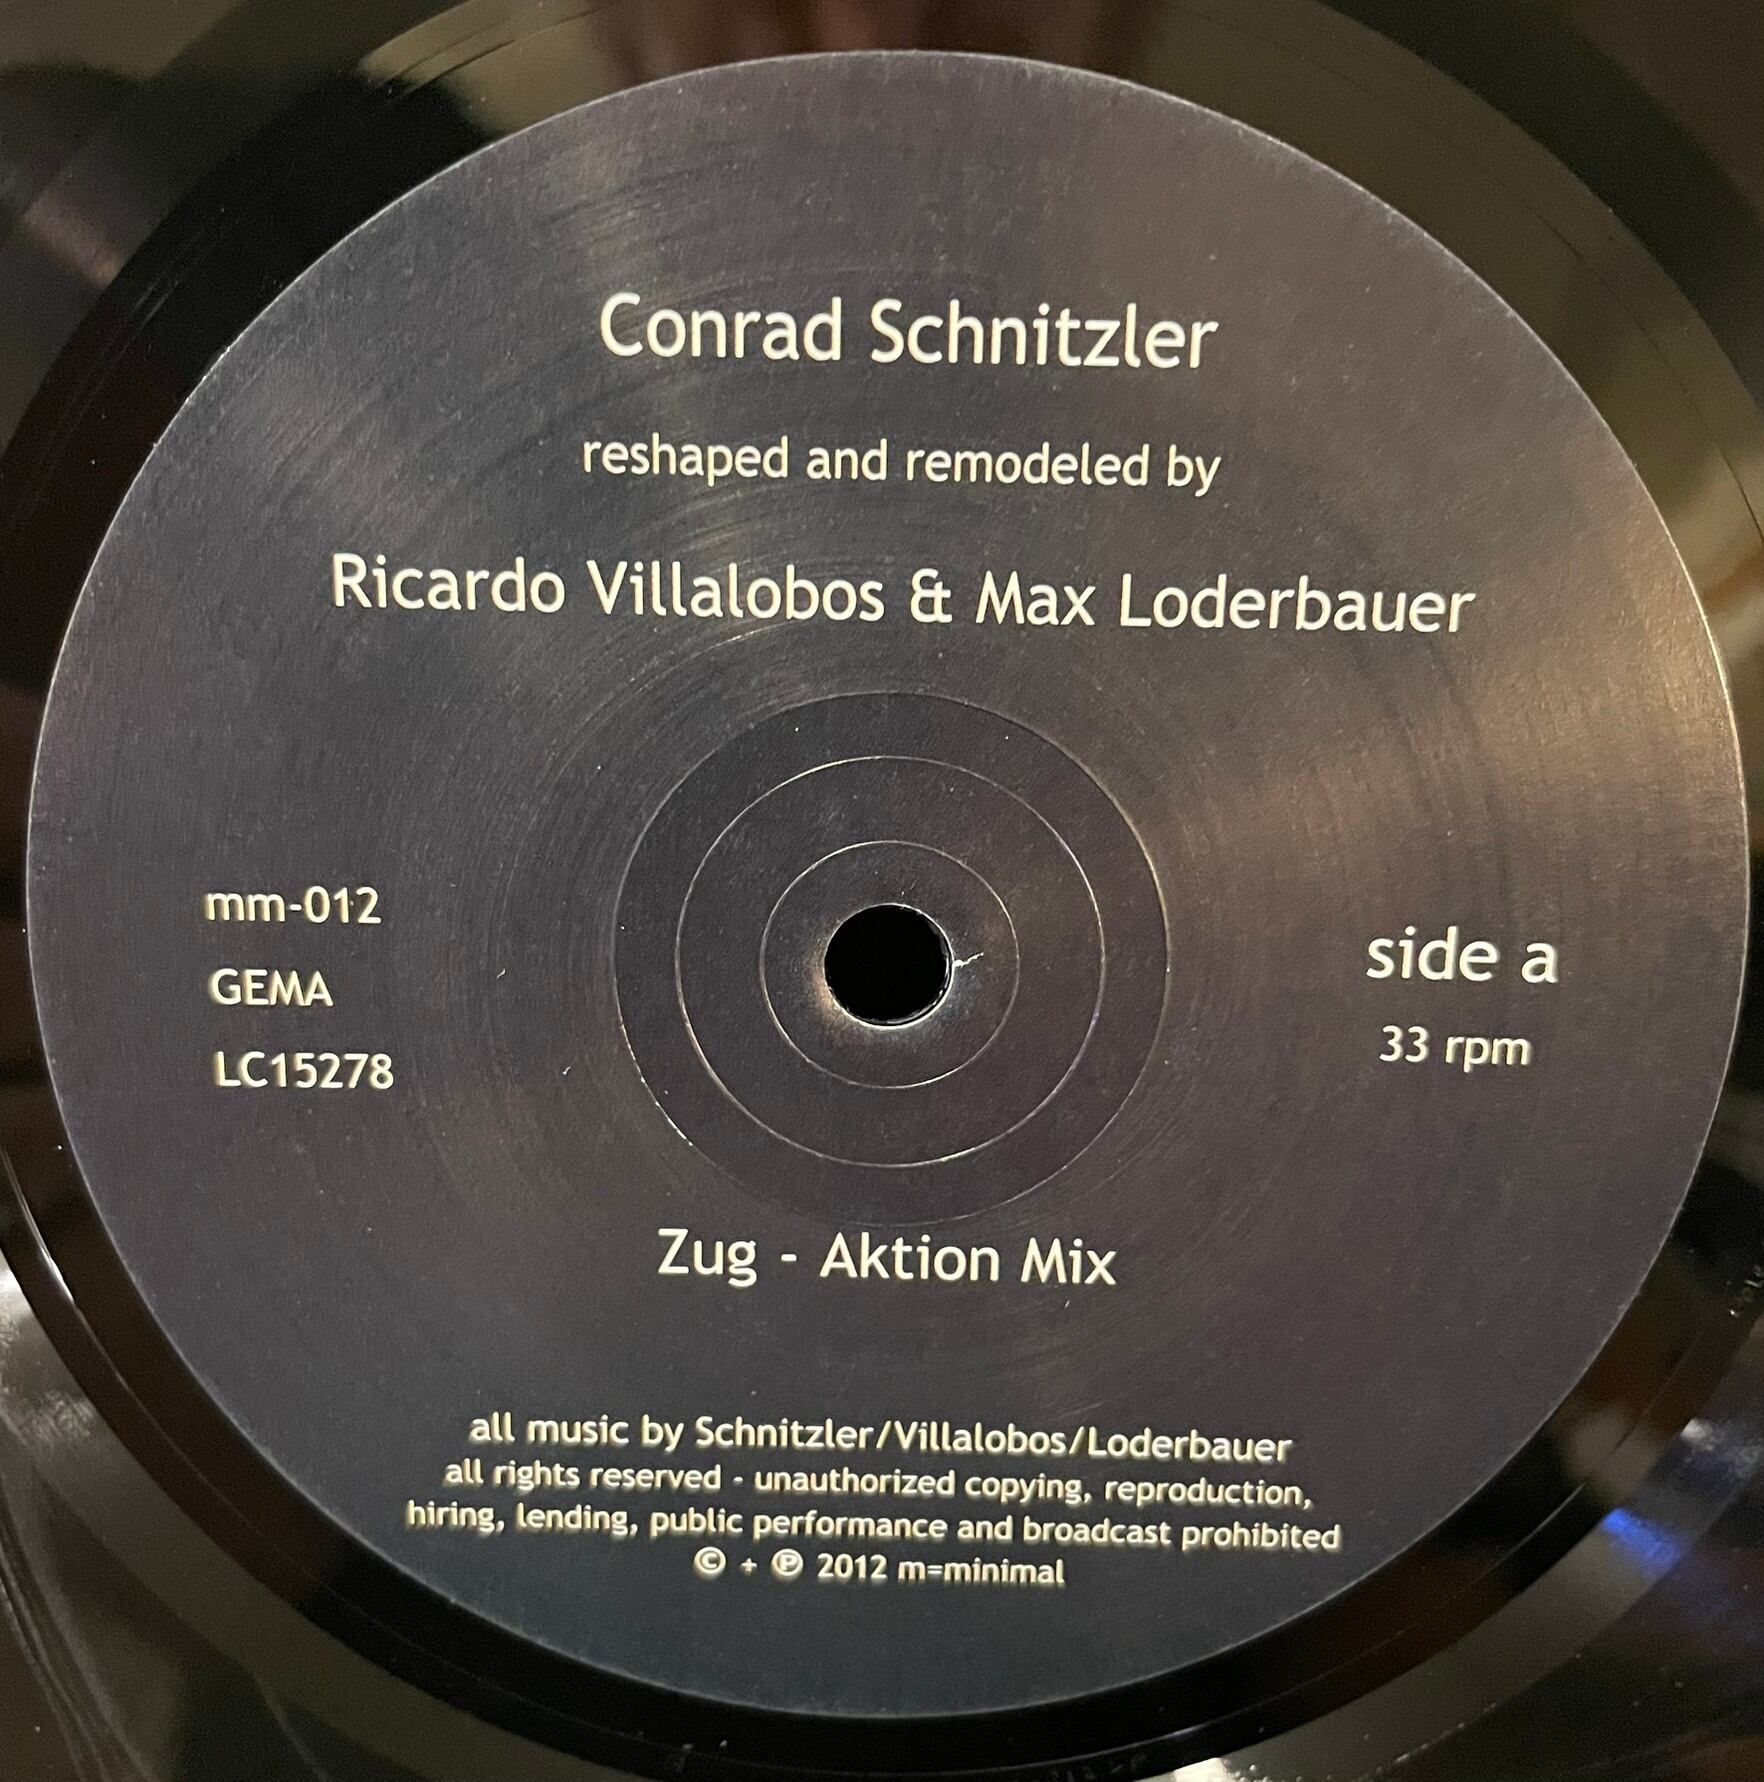 Conrad Schnitzler
reshaped and remodeled by
Ricardo Villalobos & Max Loderbauer
mm-012
GEMA
LC15278
side a
33 rpm
Zug - Aktion Mix
all music by Schnitzler/Villalobos/Loderbauer
all rights reserved - unauthorized copying, reproduction,
hiring, lending, public performance and broadcast prohibited
© + ℗ 2012 m=minimal